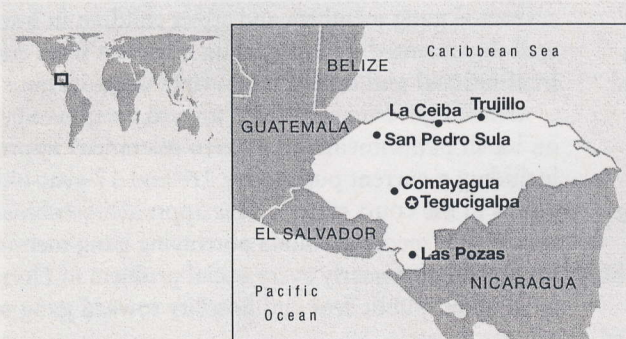 Caribbean Sea
BELIZE
La Ceiba
Trujillo
GUATEMALA
San Pedro Sula
Comayagua
Tegucigalpa
EL SALVADOR
Las Pozas
NICARAGUA
Pacific
Ocean